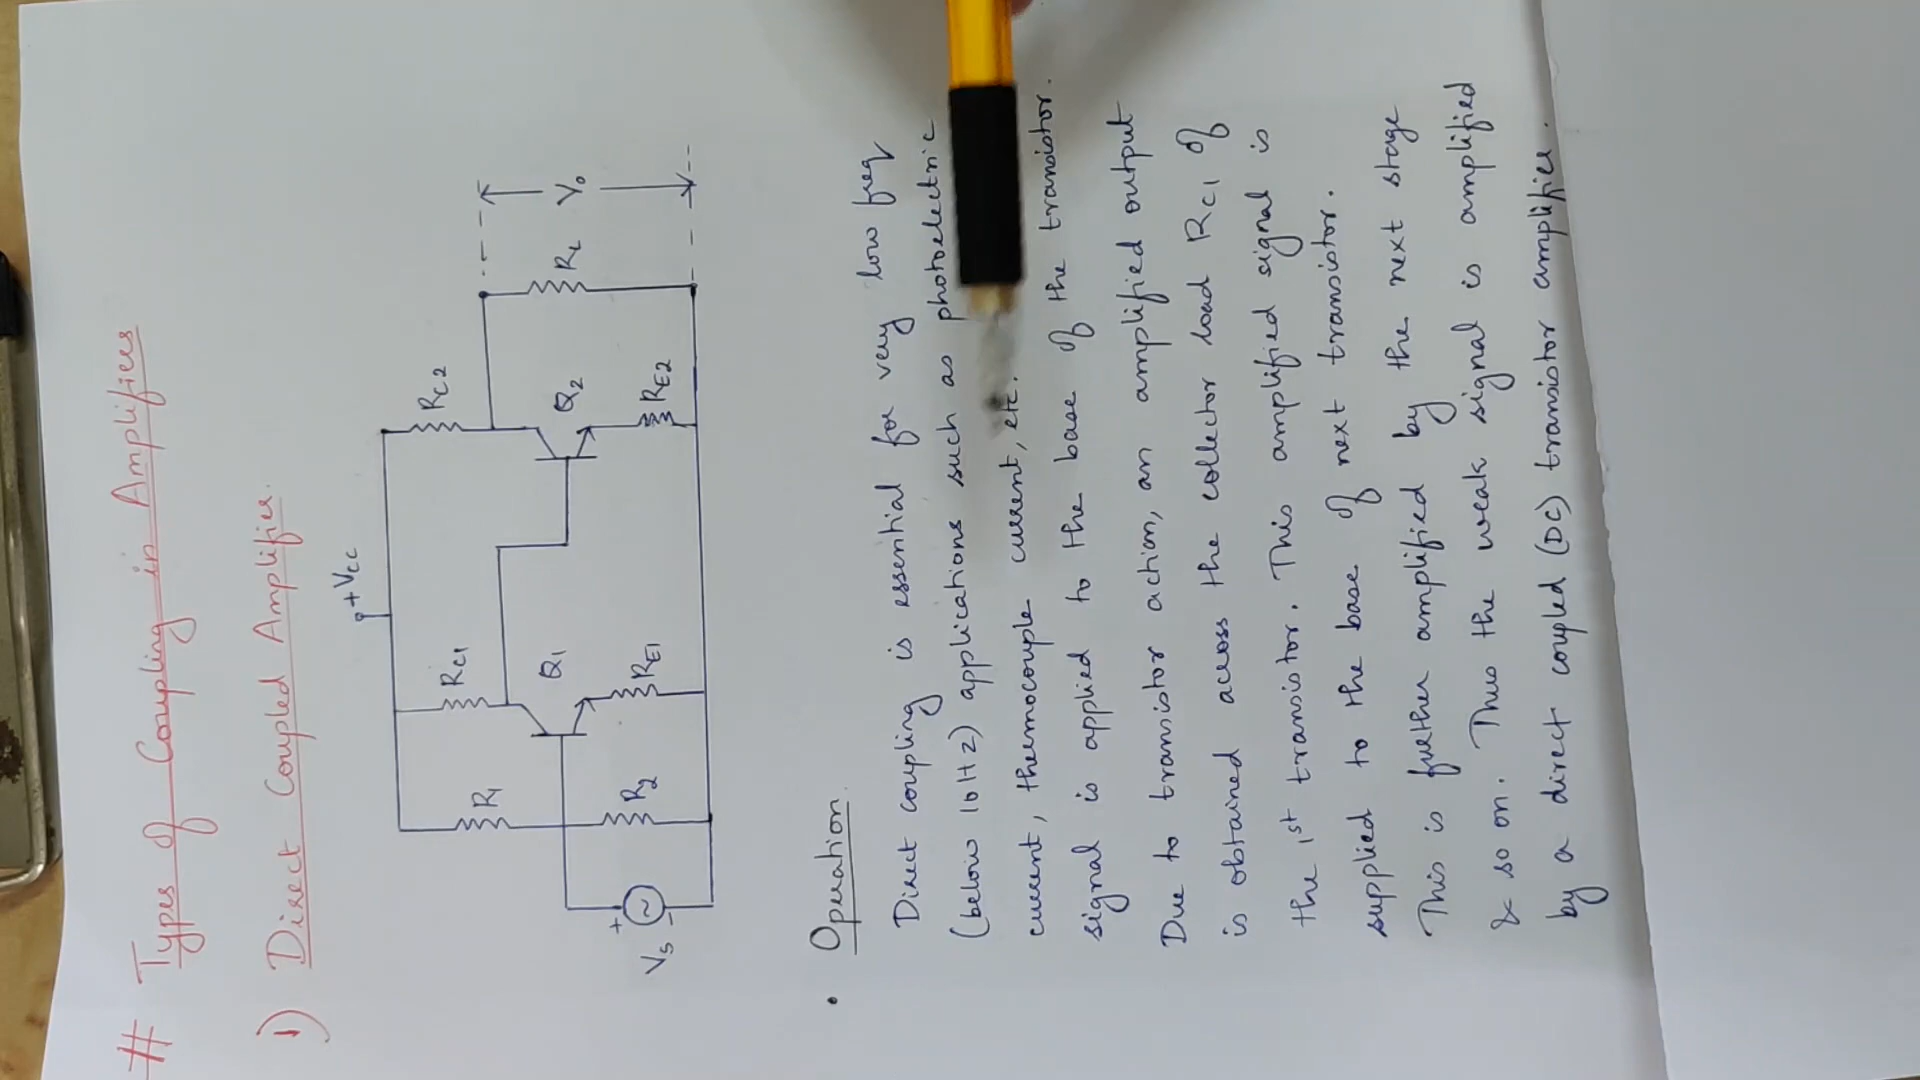 # Types of Coupling in Amplifiers
1) Direct Coupled Amplifier.
+Vcc
R1
RC1
RC2
Q1
Q2
RL
Vo
R2
RE1
RE2
+
Vs
-
• Operation
Direct coupling is essential for very low freq
(below 10Hz) applications such as photoelectric
current, thermocouple current, etc.
signal is applied to the base of the transistor.
Due to transistor action, an amplified output
is obtained across the collector load RC1 of
the 1st transistor. This amplified signal is
supplied to the base of next transistor.
This is further amplified by the next stage
& so on. Thus the weak signal is amplified
by a direct coupled (DC) transistor amplifier.